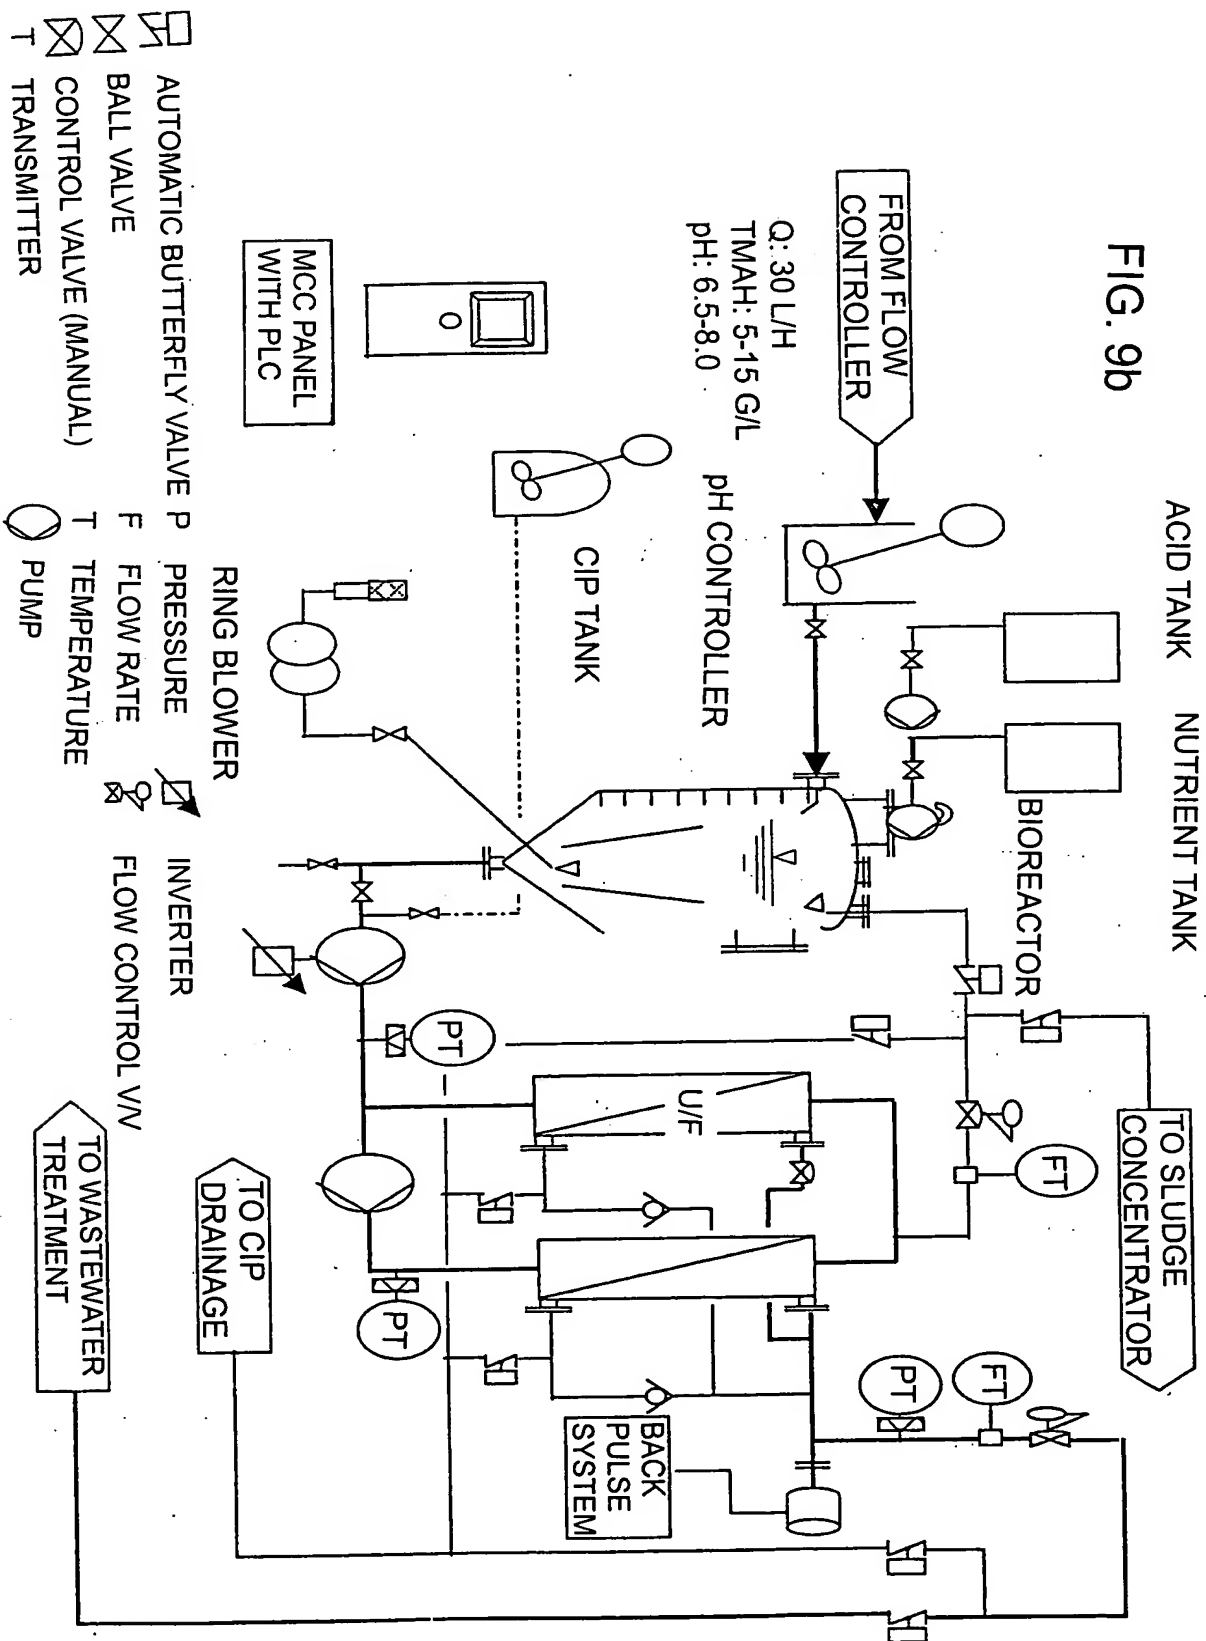 FIG. 9b
ACID TANK
NUTRIENT TANK
BIOREACTOR
TO SLUDGE
CONCENTRATOR
FROM FLOW
CONTROLLER
Q: 30 L/H
TMAH: 5-15 G/L
pH: 6.5-8.0
pH CONTROLLER
CIP TANK
MCC PANEL
WITH PLC
RING BLOWER
FT
FT
PT
PT
U/F
PT
BACK
PULSE
SYSTEM
TO CIP
DRAINAGE
TO WASTEWATER
TREATMENT
AUTOMATIC BUTTERFLY VALVE
BALL VALVE
CONTROL VALVE (MANUAL)
T TRANSMITTER
P PRESSURE
F FLOW RATE
T TEMPERATURE
PUMP
INVERTER
FLOW CONTROL V/V